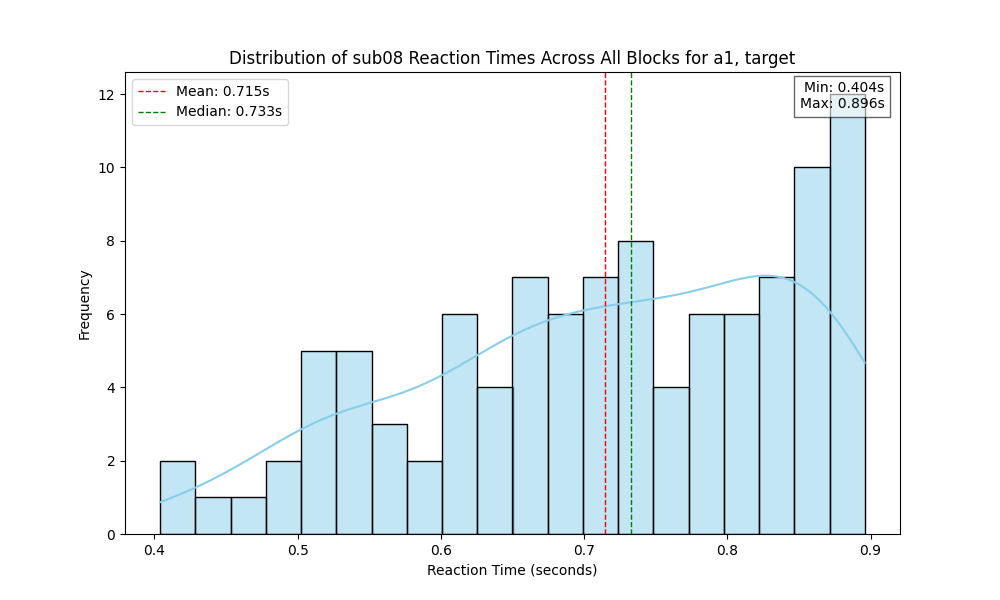 Distribution of sub08 Reaction Times Across All Blocks for a1, target
Mean: 0.715s
Median: 0.733s
Min: 0.404s
Max: 0.896s
12
10
8
6
4
2
0
Frequency
0.4 0.5 0.6 0.7 0.8 0.9
Reaction Time (seconds)